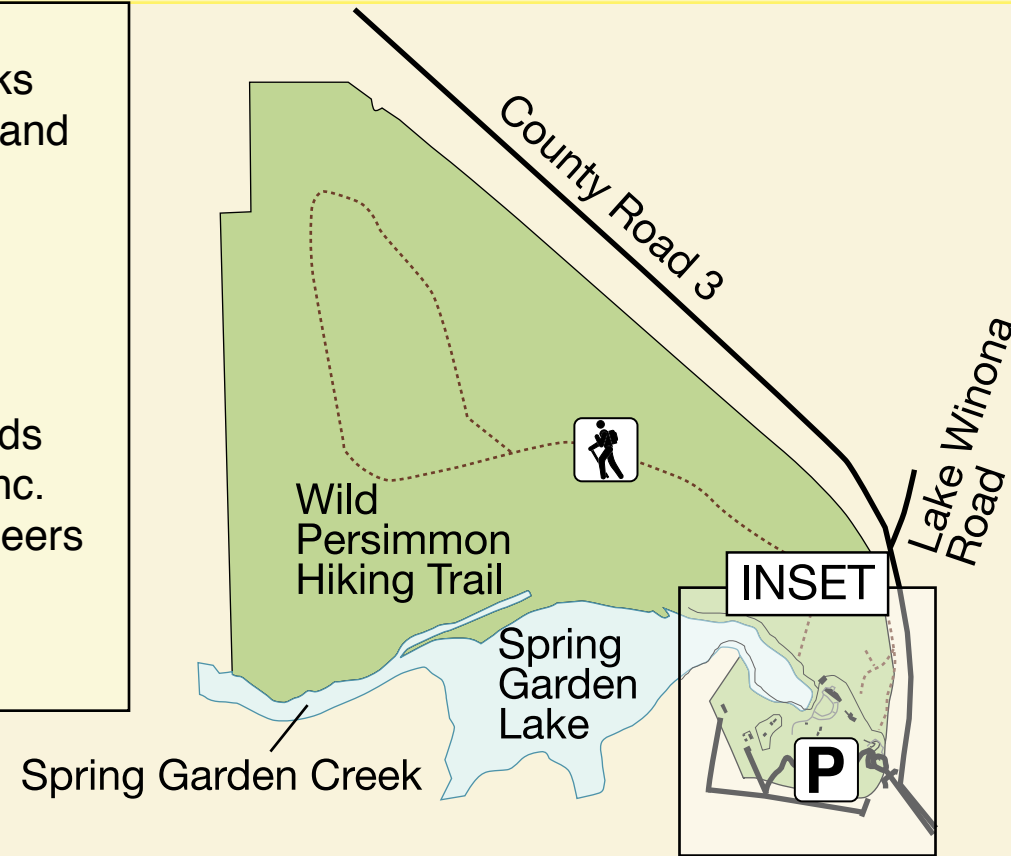 ks
and
ds
nc.
eers
County Road 3
Lake Winona
Road
Wild
Persimmon
Hiking Trail
INSET
Spring
Garden
Lake
P
Spring Garden Creek